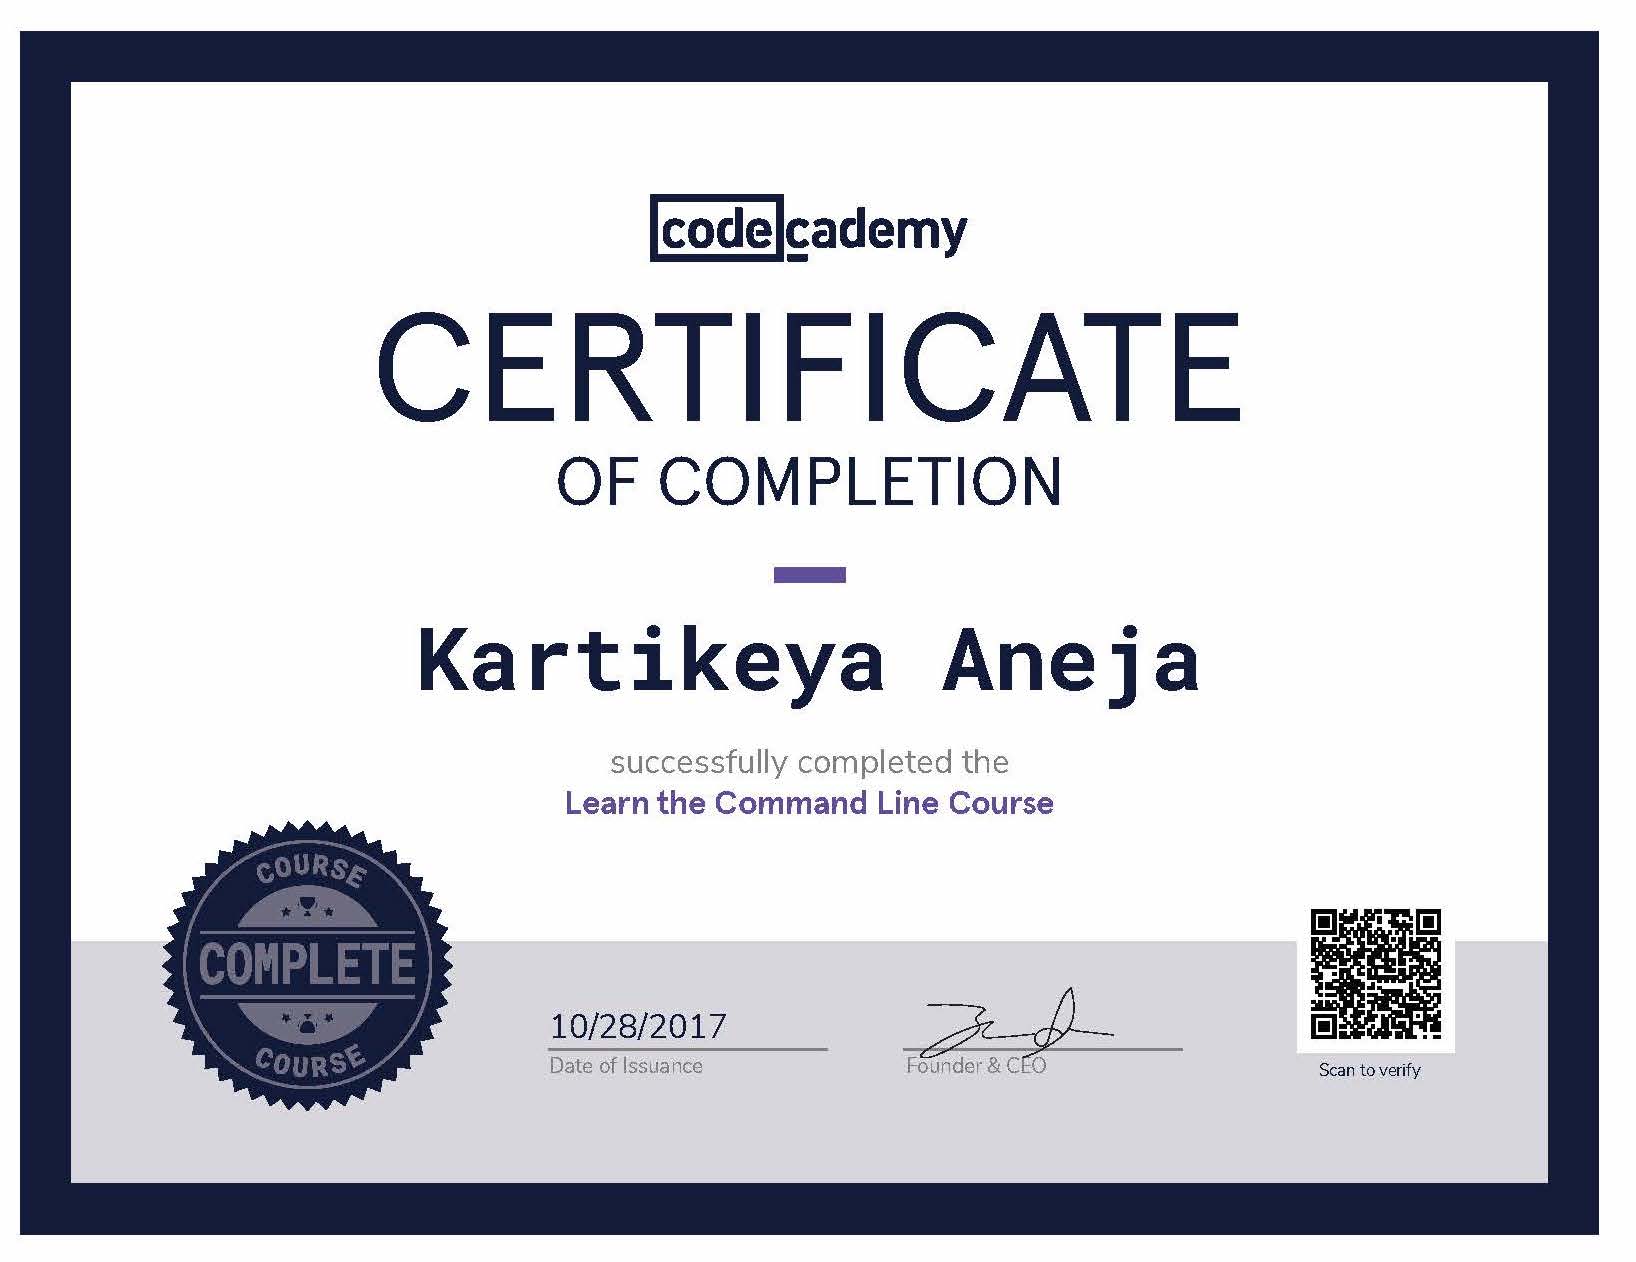 codecademy
CERTIFICATE
OF COMPLETION
Kartikeya Aneja
successfully completed the
Learn the Command Line Course
COURSE
COMPLETE
COURSE
10/28/2017
Date of Issuance
Founder & CEO
Scan to verify